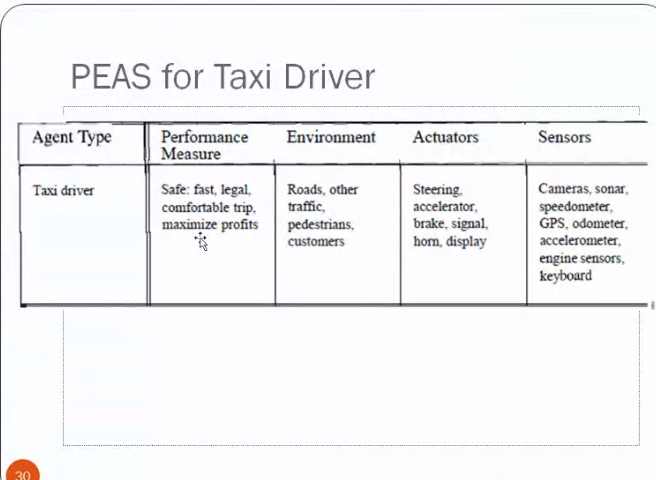 PEAS for Taxi Driver
Agent Type
Performance
Measure
Environment
Actuators
Sensors
Taxi driver
Safe: fast, legal,
comfortable trip,
maximize profits
Roads, other
traffic,
pedestrians,
customers
Steering,
accelerator,
brake, signal,
horn, display
Cameras, sonar,
speedometer,
GPS, odometer,
accelerometer,
engine sensors,
keyboard
30